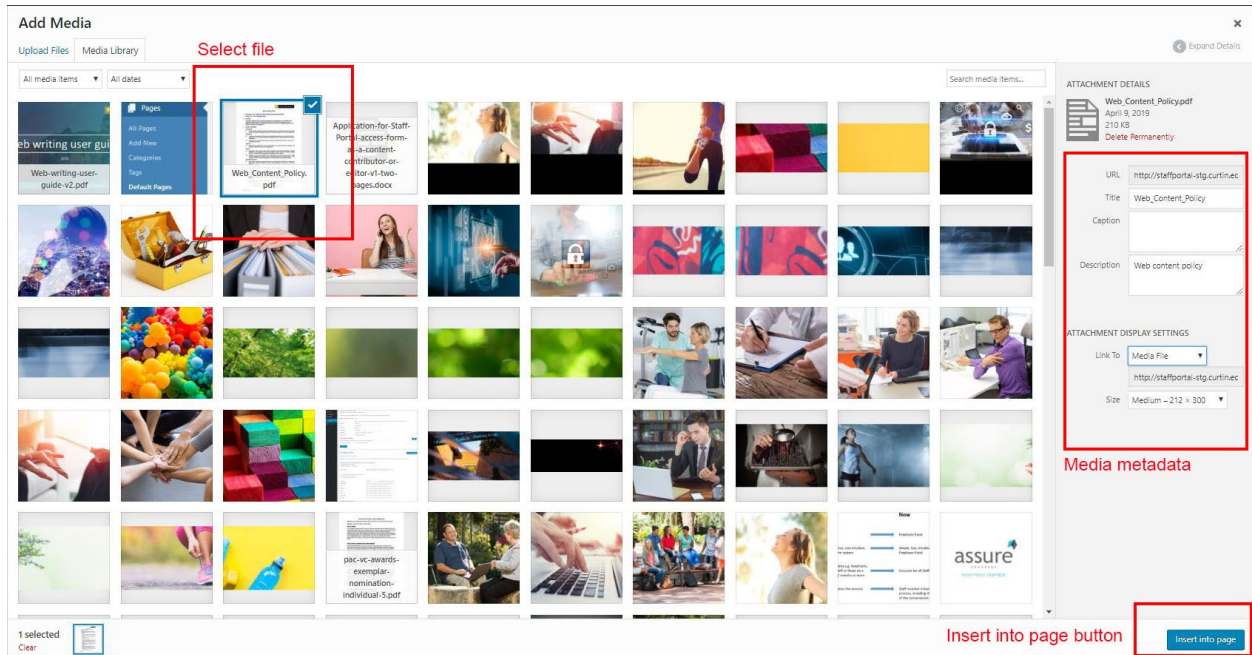 Add Media
Upload Files
Media Library
Select file
Expand Details
All media items
All dates
Search media items...
eb writing user gui
Web-writing-user-
guide-v2.pdf
Pages
All Pages
Add New
Categories
Tags
Default Pages
Web_Content_Policy.
pdf
Application-for-Staff-
Portal-access-form-
as-a-content-
contributor-or-
editor-v1-two-
pages.docx
pac-vc-awards-
exemplar-
nomination-
individual-5.pdf
Now
Employee Kiosk
assure
ATTACHMENT DETAILS
Web_Content_Policy.pdf
April 9, 2019
210 KB
Delete Permanently
URL http://staffportal-stg.curtin.ec
Title Web_Content_Policy
Caption
Description Web content policy
ATTACHMENT DISPLAY SETTINGS
Link To Media File
http://staffportal-stg.curtin.ec
Size Medium – 212 × 300
Media metadata
1 selected
Clear
Insert into page button
Insert into page